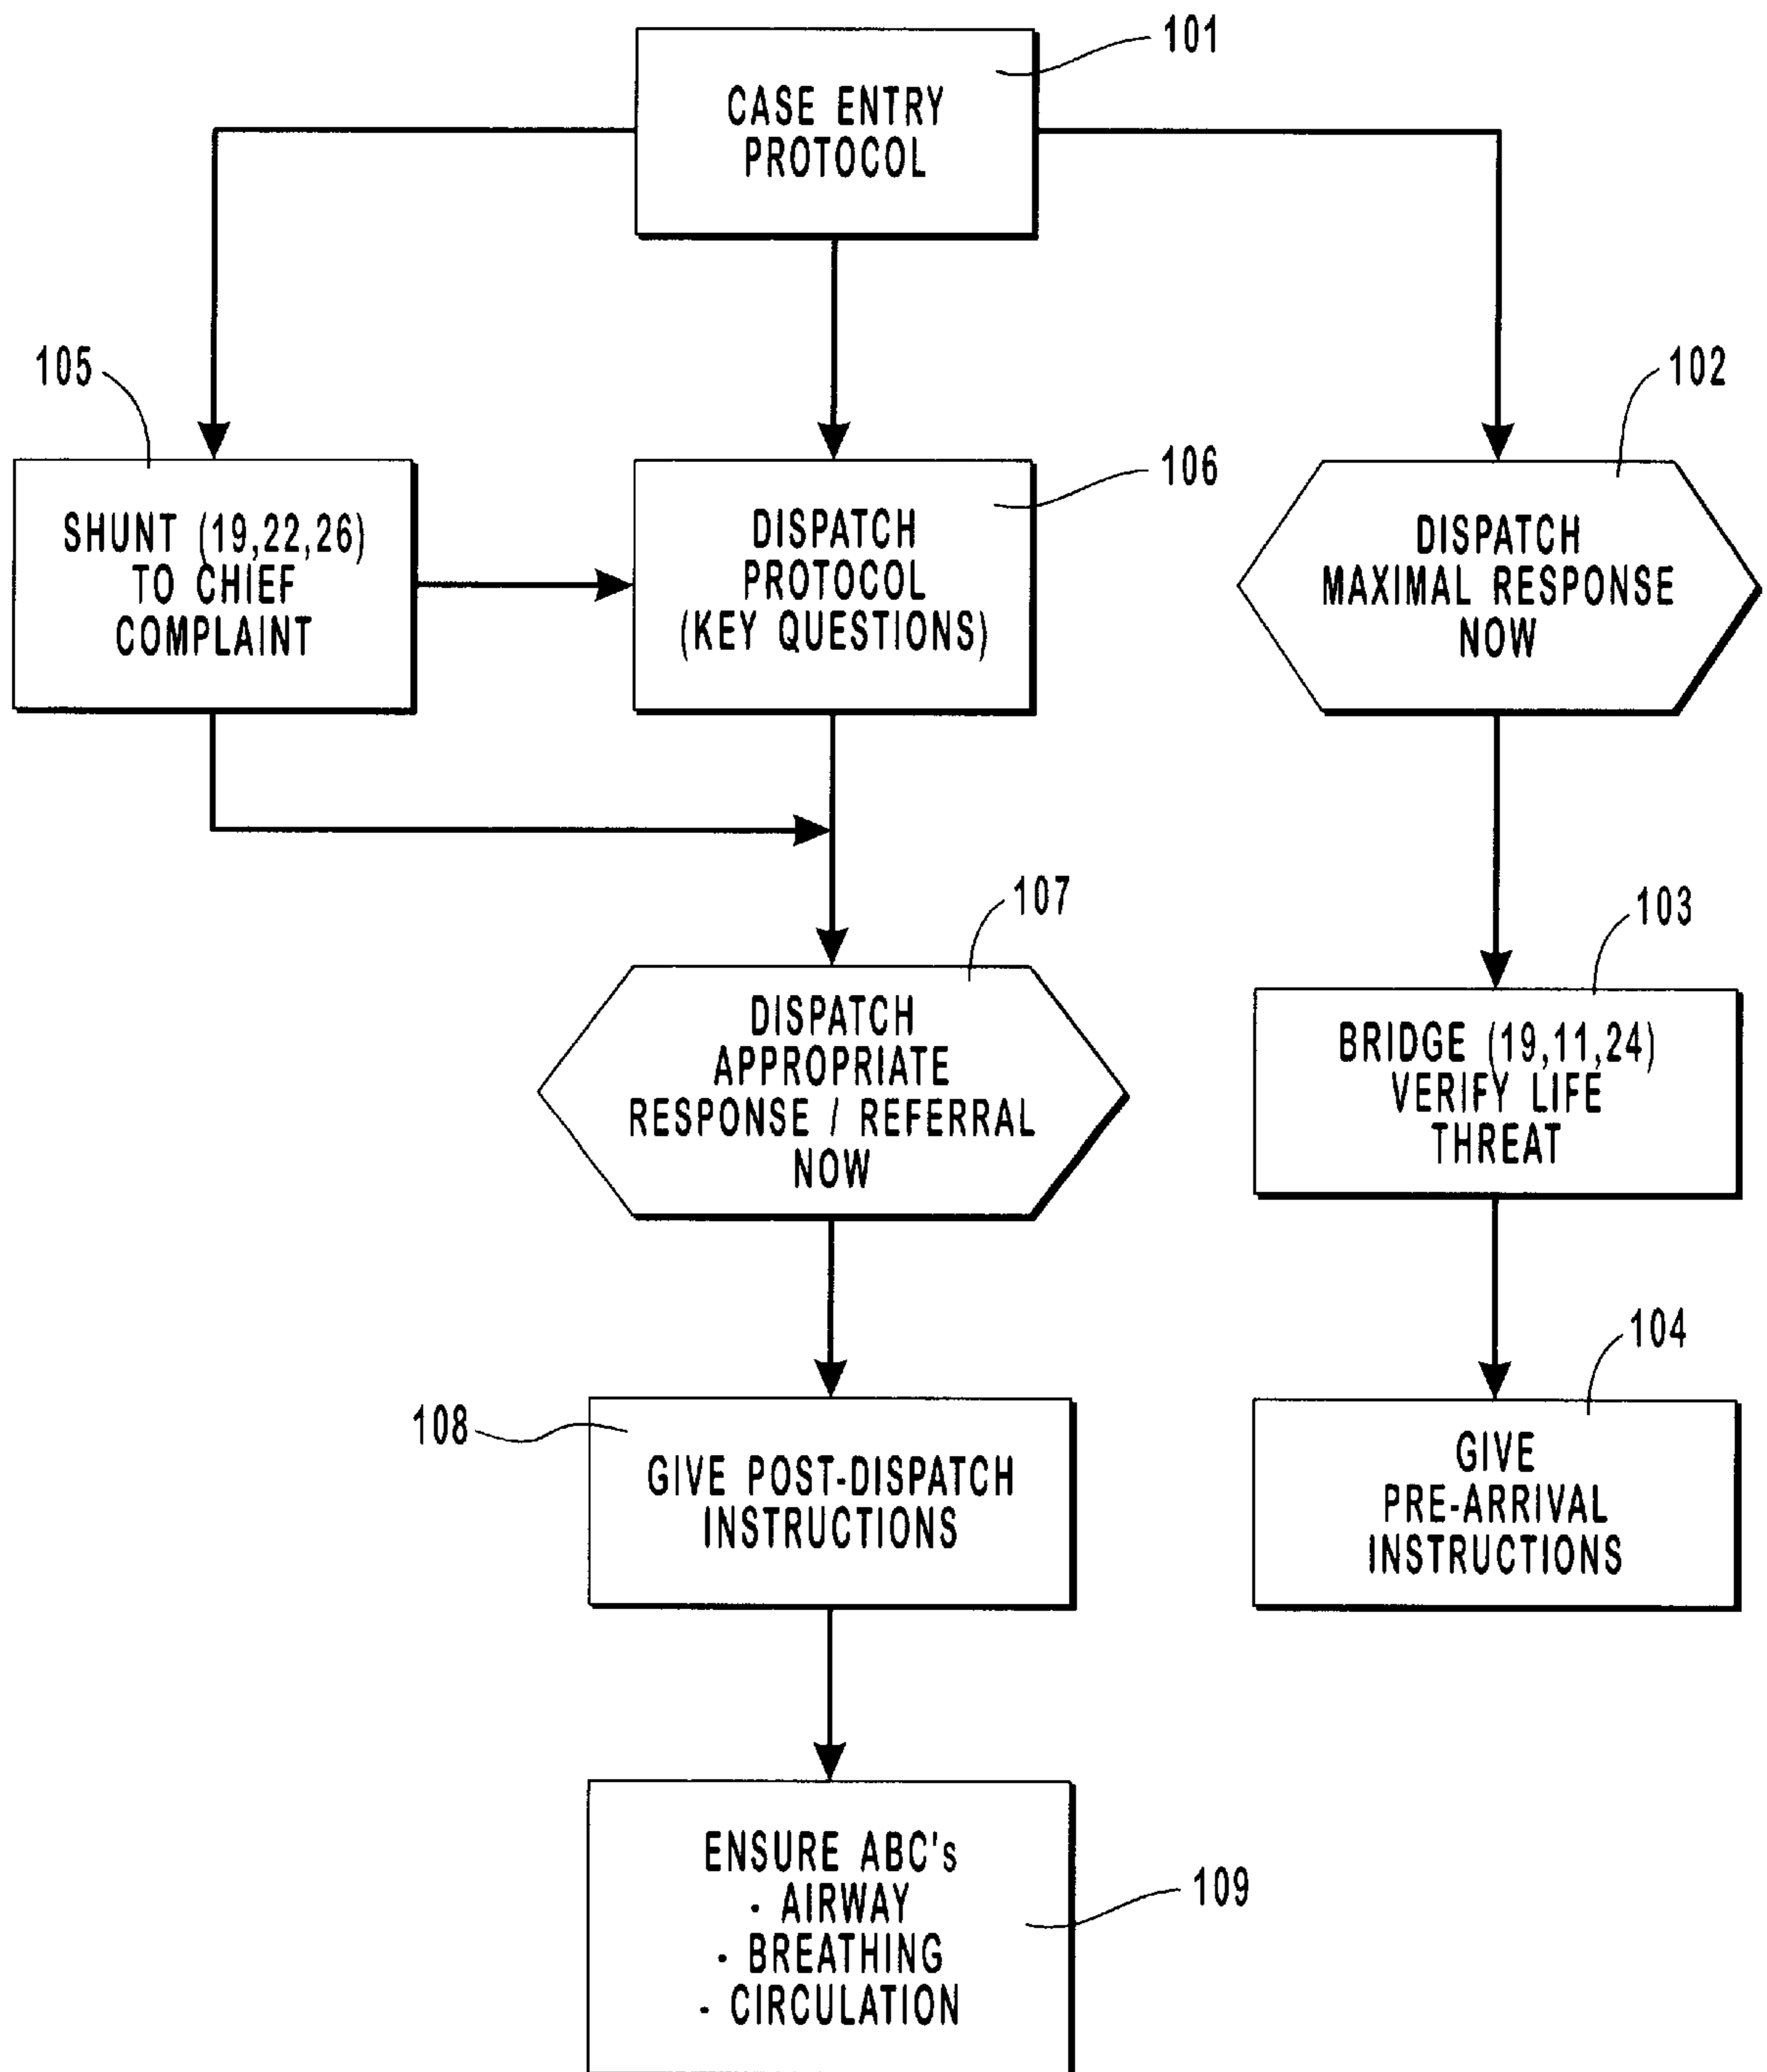 101
CASE ENTRY
PROTOCOL
105
SHUNT (19,22,26)
TO CHIEF
COMPLAINT
106
DISPATCH
PROTOCOL
(KEY QUESTIONS)
102
DISPATCH
MAXIMAL RESPONSE
NOW
107
DISPATCH
APPROPRIATE
RESPONSE / REFERRAL
NOW
103
BRIDGE (19,11,24)
VERIFY LIFE
THREAT
108
GIVE POST-DISPATCH
INSTRUCTIONS
104
GIVE
PRE-ARRIVAL
INSTRUCTIONS
109
ENSURE ABC's
- AIRWAY
- BREATHING
- CIRCULATION